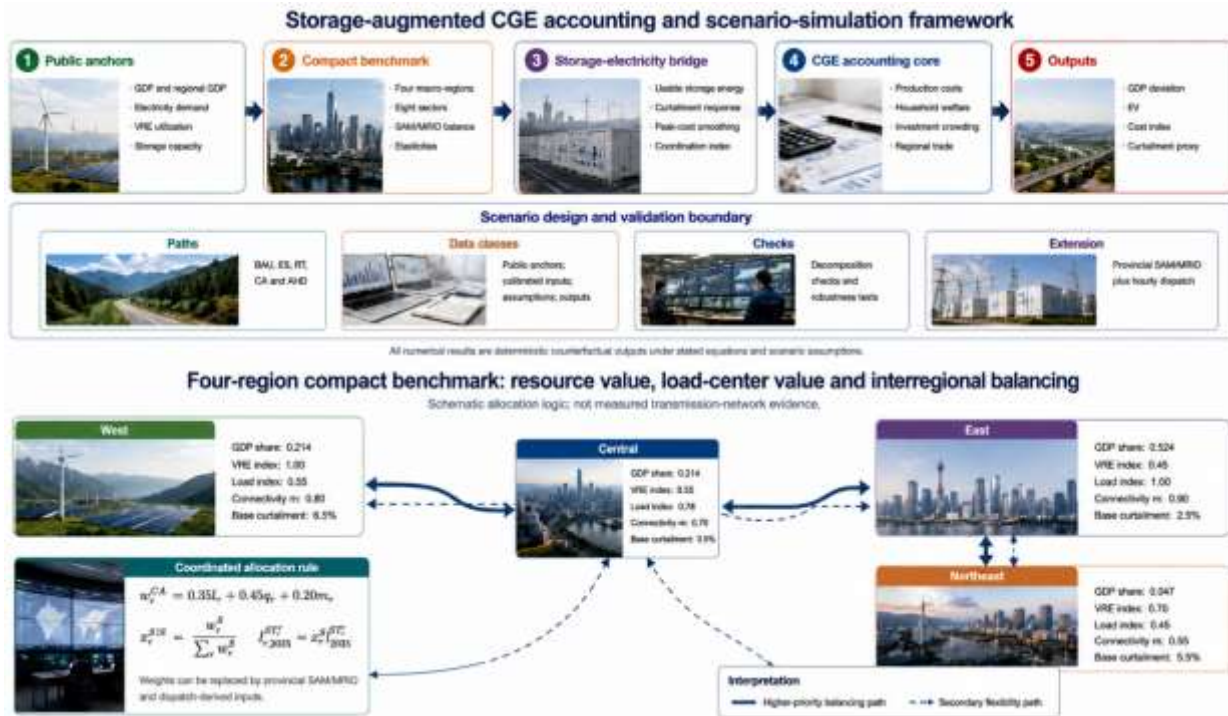 Storage-augmented CGE accounting and scenario-simulation framework
1 Public anchors
· GDP and regional GDP
· Electricity demand
· VRE utilization
· Storage capacity
2 Compact benchmark
· Four macro-regions
· Eight sectors
· SAM/MRIO balance
· Elasticities
3 Storage-electricity bridge
· Usable storage energy
· Curtailment response
· Peak-cost smoothing
· Coordination index
4 CGE accounting core
· Production costs
· Household welfare
· Investment crowding
· Regional trade
5 Outputs
· GDP deviation
· EV
· Cost index
· Curtailment proxy
Scenario design and validation boundary
Paths
BAU, ES, RT,
CA and AHD
Data classes
Public anchors;
calibrated inputs;
assumptions; outputs
Checks
Decomposition
checks and
robustness tests
Extension
Provincial SAM/MRIO
plus hourly dispatch
All numerical results are deterministic counterfactual outputs under stated equations and scenario assumptions.
Four-region compact benchmark: resource value, load-center value and interregional balancing
Schematic allocation logic; not measured transmission-network evidence.
West
GDP share: 0.214
VRE index: 1.00
Load index: 0.55
Connectivity m: 0.80
Base curtailment: 6.5%
Central
GDP share: 0.214
VRE index: 0.55
Load index: 0.78
Connectivity m: 0.78
Base curtailment: 3.5%
East
GDP share: 0.524
VRE index: 0.45
Load index: 1.00
Connectivity m: 0.90
Base curtailment: 2.5%
Northeast
GDP share: 0.047
VRE index: 0.70
Load index: 0.45
Connectivity m: 0.55
Base curtailment: 5.5%
Coordinated allocation rule
Weights can be replaced by provincial SAM/MRIO
and dispatch-derived inputs.
Interpretation
Higher-priority balancing path
Secondary flexibility path